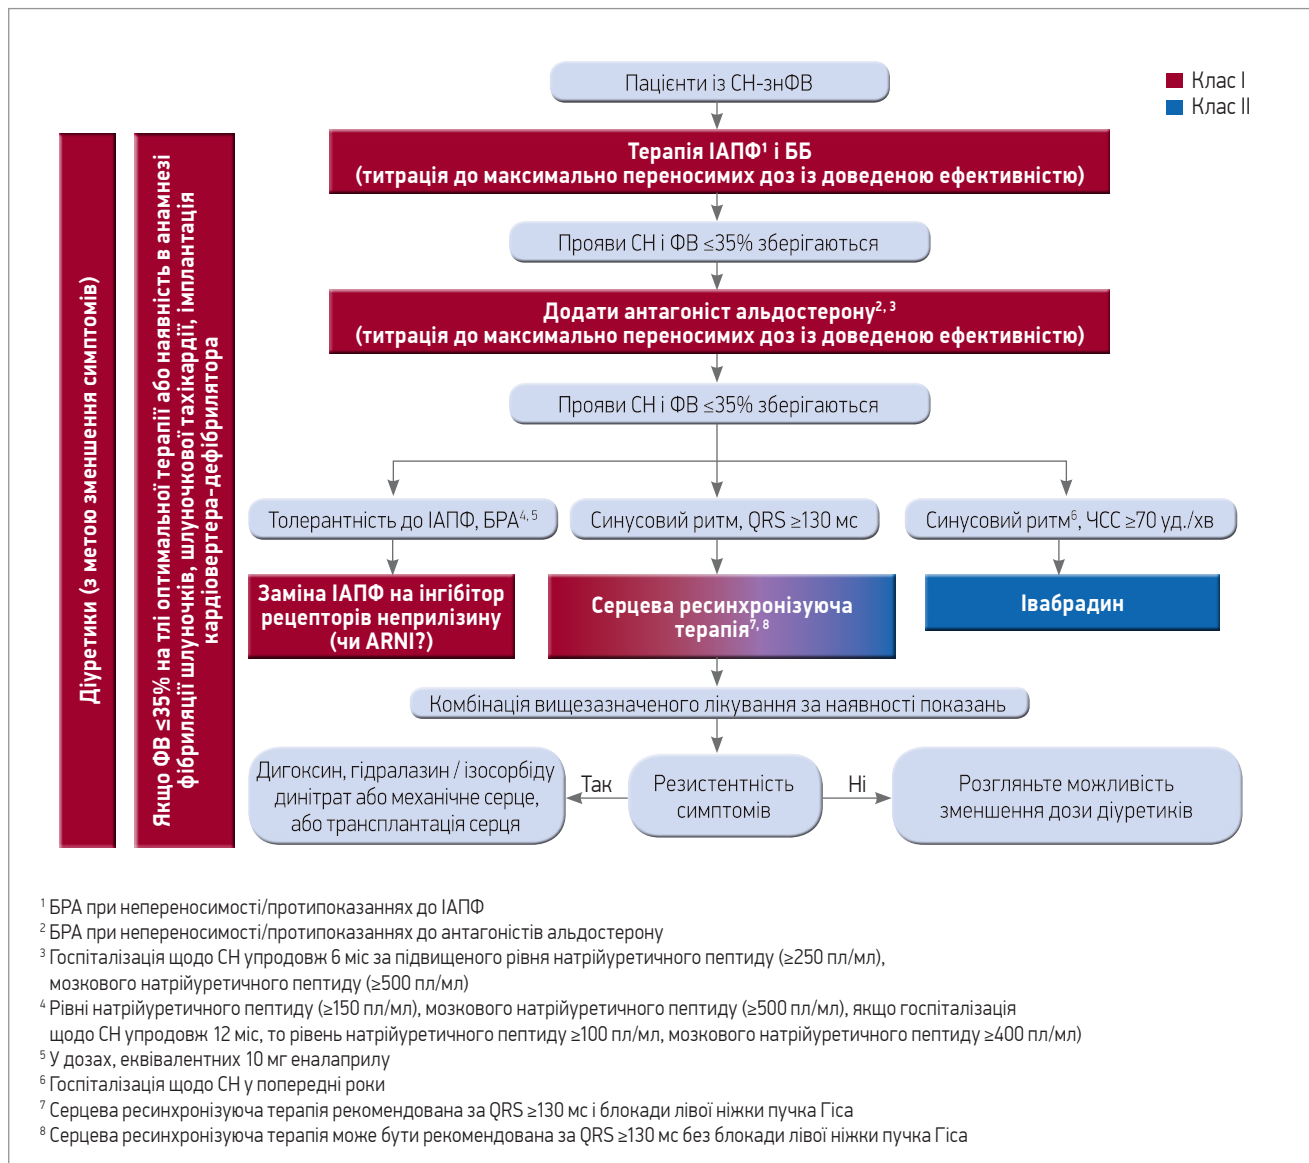 Пацієнти із СН-знФВ
Клас I
Клас II
Терапія ІАПФ¹ і ББ
(титрація до максимально переносимих доз із доведеною ефективністю)
Прояви СН і ФВ ≤35% зберігаються
Додати антагоніст альдостерону²,³
(титрація до максимально переносимих доз із доведеною ефективністю)
Прояви СН і ФВ ≤35% зберігаються
Діуретики (з метою зменшення симптомів)
Якщо ФВ ≤35% на тлі оптимальної терапії або наявність в анамнезі
фібриляції шлуночків, шлуночкової тахікардії, імплантація
кардіовертера-дефібрилятора
Толерантність до ІАПФ, БРА⁴,⁵
Синусовий ритм, QRS ≥130 мс
Синусовий ритм⁶, ЧСС ≥70 уд./хв
Заміна ІАПФ на інгібітор
рецепторів неприлізину
(чи ARNI?)
Серцева ресинхронізуюча
терапія⁷,⁸
Івабрадин
Комбінація вищезазначеного лікування за наявності показань
Дигоксин, гідралазин / ізосорбіду
динітрат або механічне серце,
або трансплантація серця
Так
Резистентність
симптомів
Ні
Розгляньте можливість
зменшення дози діуретиків
¹ БРА при непереносимості/протипоказаннях до ІАПФ
² БРА при непереносимості/протипоказаннях до антагоністів альдостерону
³ Госпіталізація щодо СН упродовж 6 міс за підвищеного рівня натрійуретичного пептиду (≥250 пл/мл),
мозкового натрійуретичного пептиду (≥500 пл/мл)
⁴ Рівні натрійуретичного пептиду (≥150 пл/мл), мозкового натрійуретичного пептиду (≥500 пл/мл), якщо госпіталізація
щодо СН упродовж 12 міс, то рівень натрійуретичного пептиду ≥100 пл/мл, мозкового натрійуретичного пептиду ≥400 пл/мл)
⁵ У дозах, еквівалентних 10 мг еналаприлу
⁶ Госпіталізація щодо СН у попередні роки
⁷ Серцева ресинхронізуюча терапія рекомендована за QRS ≥130 мс і блокади лівої ніжки пучка Гіса
⁸ Серцева ресинхронізуюча терапія може бути рекомендована за QRS ≥130 мс без блокади лівої ніжки пучка Гіса